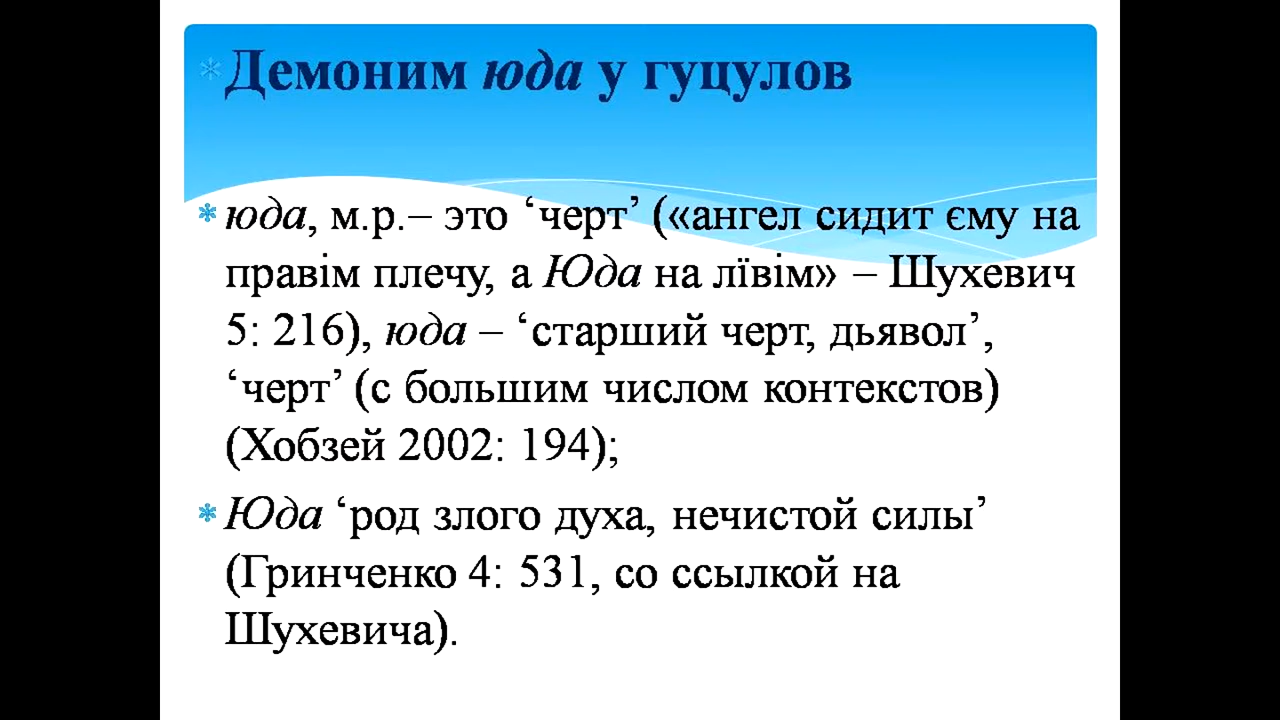 Демоним юда у гуцулов
юда, м.р.– это ‘черт’ («ангел сидит єму на
правім плечу, а Юда на лївім» – Шухевич
5: 216), юда – ‘старший черт, дьявол’,
‘черт’ (с большим числом контекстов)
(Хобзей 2002: 194);
Юда ‘род злого духа, нечистой силы’
(Гринченко 4: 531, со ссылкой на
Шухевича).